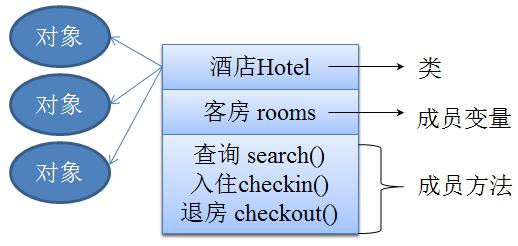 对象
对象
对象
酒店Hotel
类
客房 rooms
成员变量
查询 search()
入住checkin()
退房 checkout()
成员方法